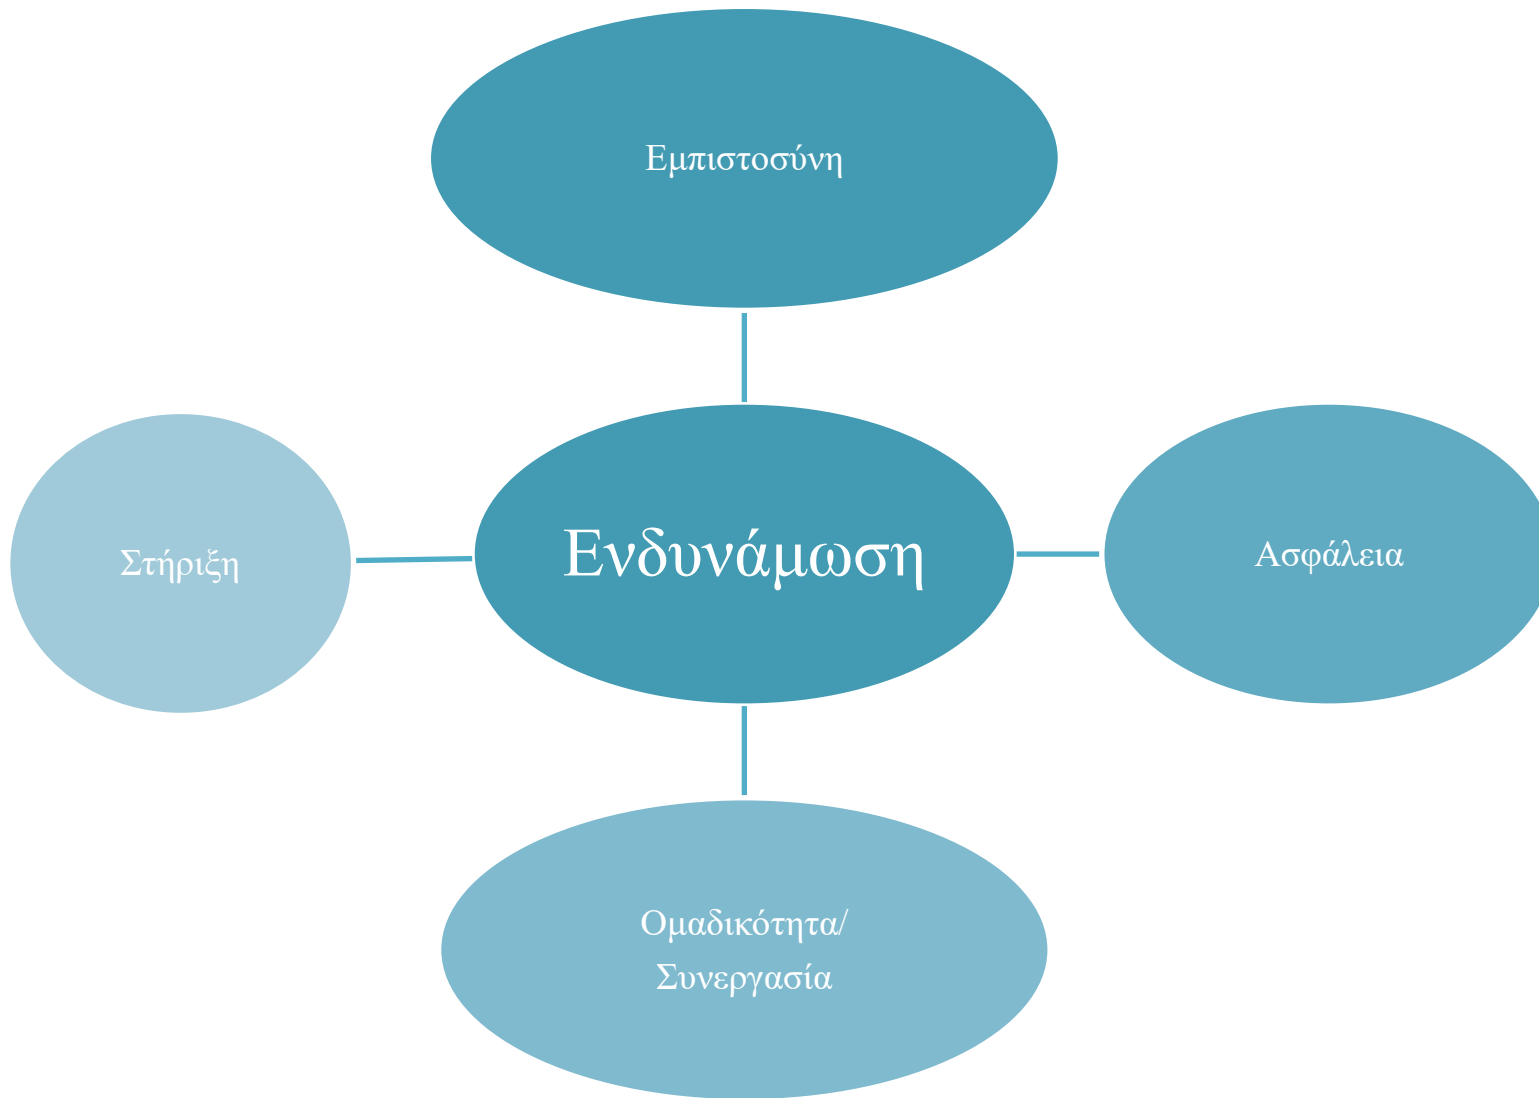 Εμπιστοσύνη
Στήριξη
Ενδυνάμωση
Ασφάλεια
Ομαδικότητα/
Συνεργασία